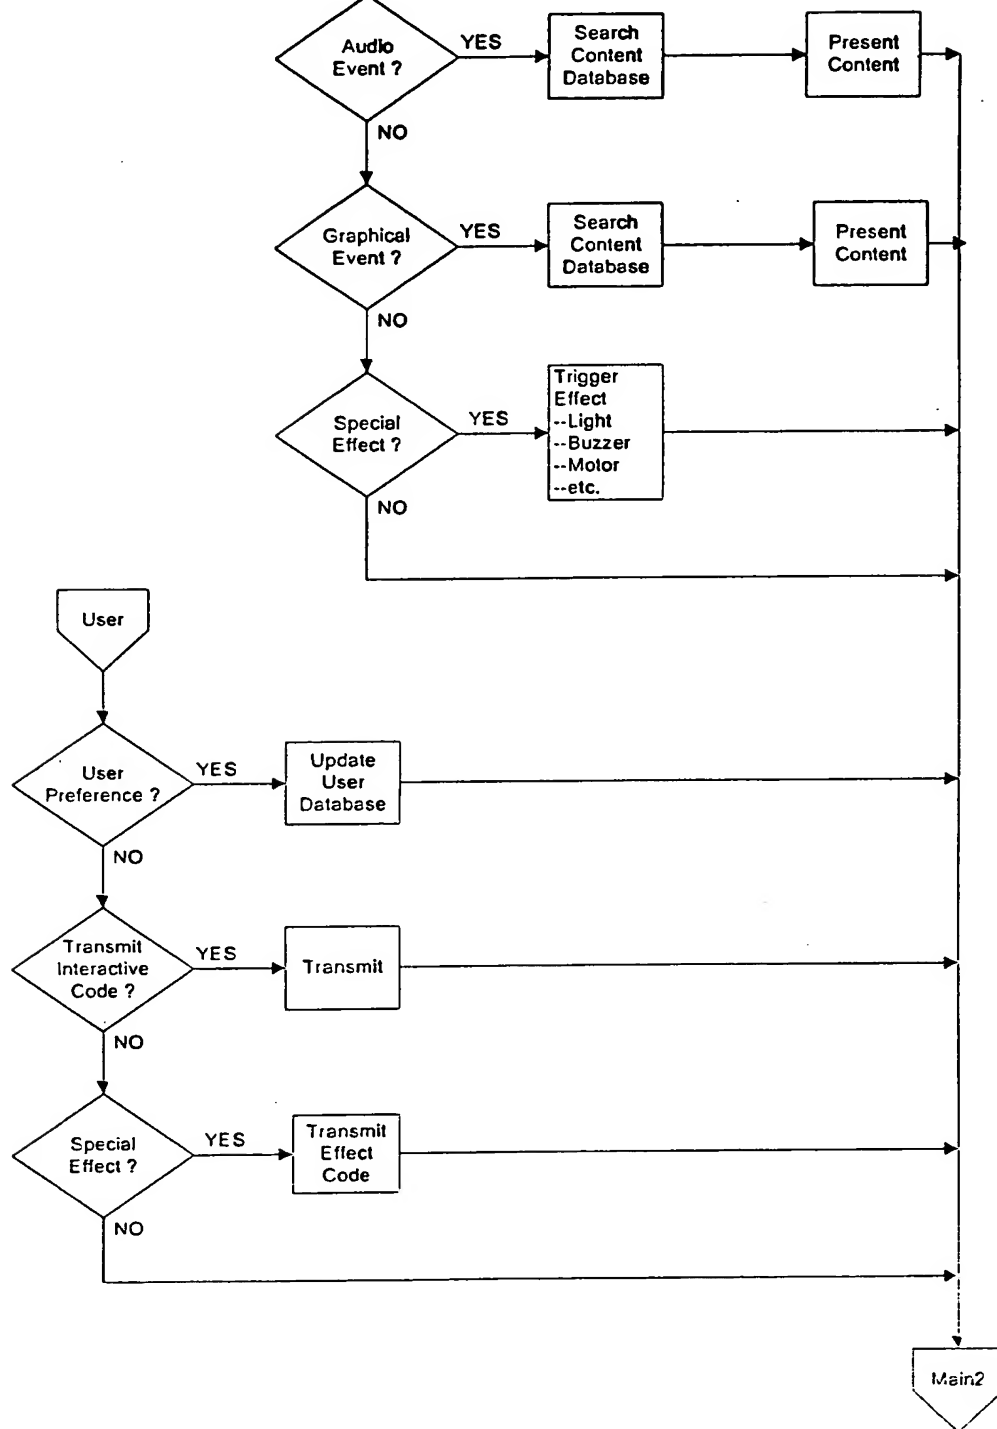 Audio
Event ?
YES
Search
Content
Database
Present
Content
NO
Graphical
Event ?
YES
Search
Content
Database
Present
Content
NO
Special
Effect ?
YES
Trigger
Effect
--Light
--Buzzer
--Motor
--etc.
NO
User
User
Preference ?
YES
Update
User
Database
NO
Transmit
Interactive
Code ?
YES
Transmit
NO
Special
Effect ?
YES
Transmit
Effect
Code
NO
Main2